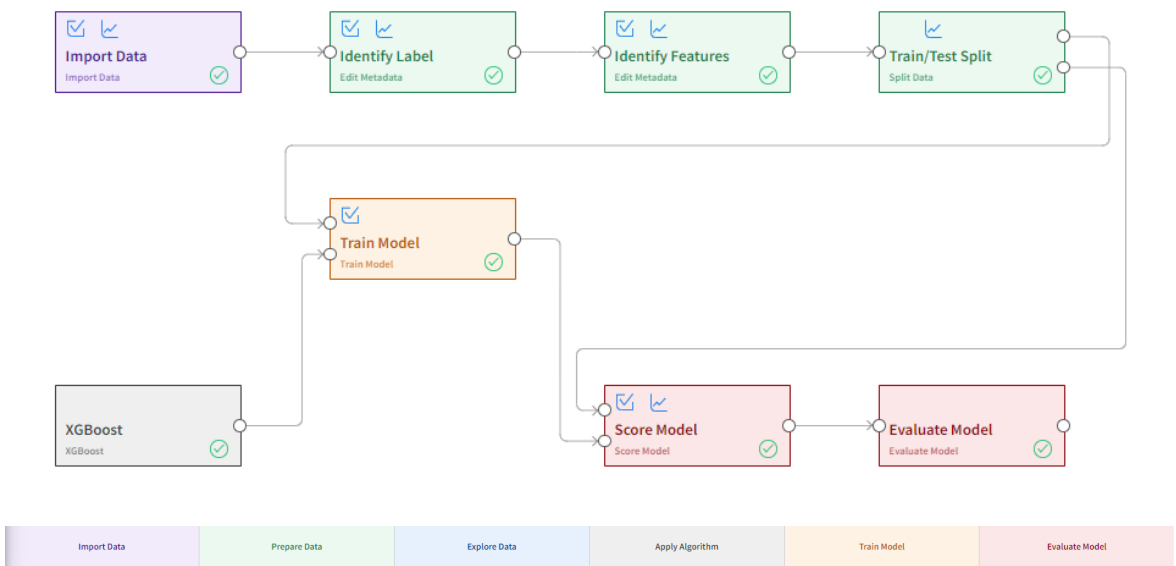 Import Data
Import Data
Identify Label
Edit Metadata
Identify Features
Edit Metadata
Train/Test Split
Split Data
Train Model
Train Model
XGBoost
XGBoost
Score Model
Score Model
Evaluate Model
Evaluate Model
Import Data
Prepare Data
Explore Data
Apply Algorithm
Train Model
Evaluate Model